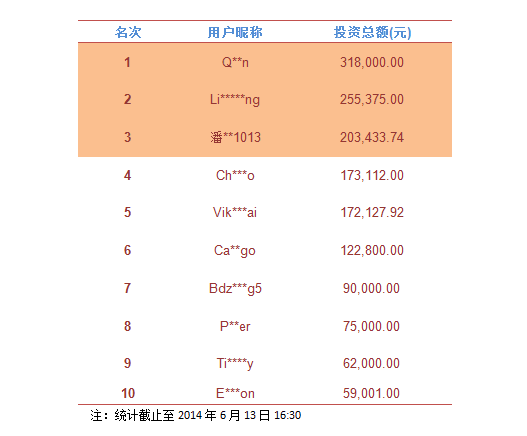 名次 用户昵称 投资总额(元)
1 Q**n 318,000.00
2 Li*****ng 255,375.00
3 潘**1013 203,433.74
4 Ch***o 173,112.00
5 Vik***ai 172,127.92
6 Ca**go 122,800.00
7 Bdz***g5 90,000.00
8 P**er 75,000.00
9 Ti****y 62,000.00
10 E***on 59,001.00
注：统计截止至 2014 年 6 月 13 日 16:30